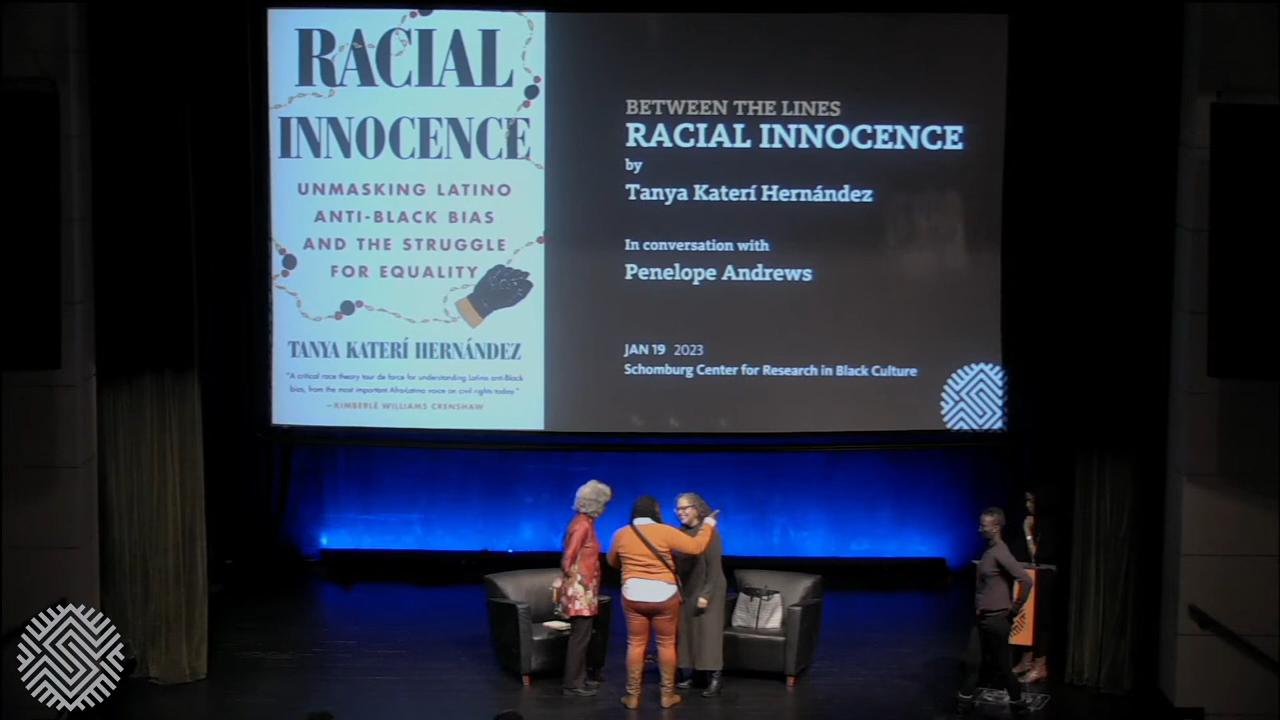 RACIAL
INNOCENCE
UNMASKING LATINO
ANTI-BLACK BIAS
AND THE STRUGGLE
FOR EQUALITY
TANYA KATERÍ HERNÁNDEZ
"A critical race theory tour de force for understanding Latino anti-Black
bias, from the most important Afro-Latina voice on civil rights today."
—KIMBERLÉ WILLIAMS CRENSHAW
BETWEEN THE LINES
RACIAL INNOCENCE
by
Tanya Katerí Hernández
In conversation with
Penelope Andrews
JAN 19 2023
Schomburg Center for Research in Black Culture